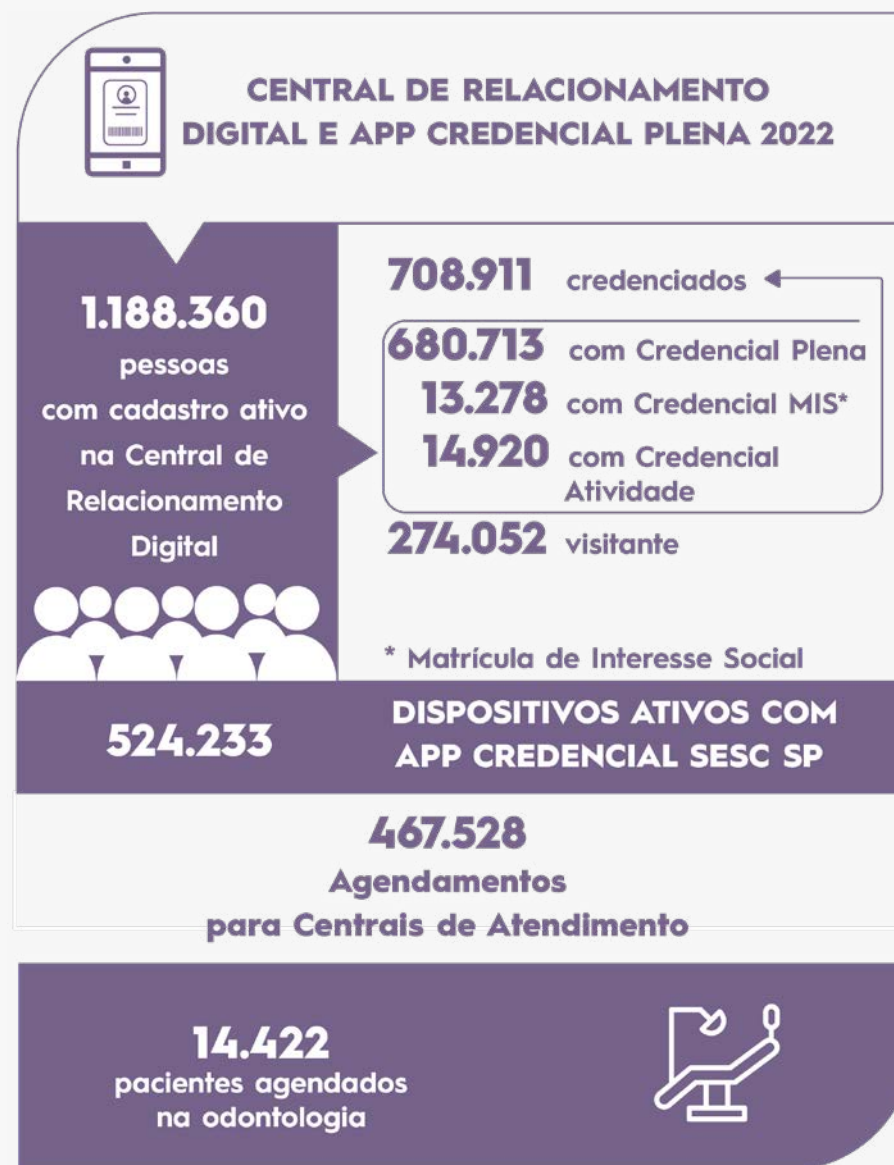 CENTRAL DE RELACIONAMENTO
DIGITAL E APP CREDENCIAL PLENA 2022
1.188.360
pessoas
com cadastro ativo
na Central de
Relacionamento
Digital
708.911 credenciados
680.713 com Credencial Plena
13.278 com Credencial MIS*
14.920 com Credencial
Atividade
274.052 visitante
* Matrícula de Interesse Social
524.233
DISPOSITIVOS ATIVOS COM
APP CREDENCIAL SESC SP
467.528
Agendamentos
para Centrais de Atendimento
14.422
pacientes agendados
na odontologia